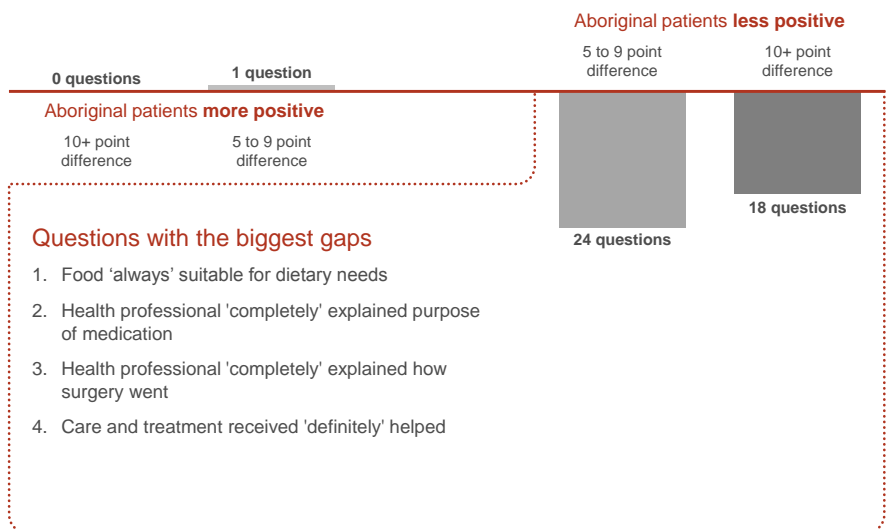 Aboriginal patients less positive
5 to 9 point
difference
10+ point
difference
0 questions
1 question
Aboriginal patients more positive
10+ point
difference
5 to 9 point
difference
18 questions
24 questions
Questions with the biggest gaps
1. Food ‘always’ suitable for dietary needs
2. Health professional 'completely' explained purpose
of medication
3. Health professional 'completely' explained how
surgery went
4. Care and treatment received 'definitely' helped